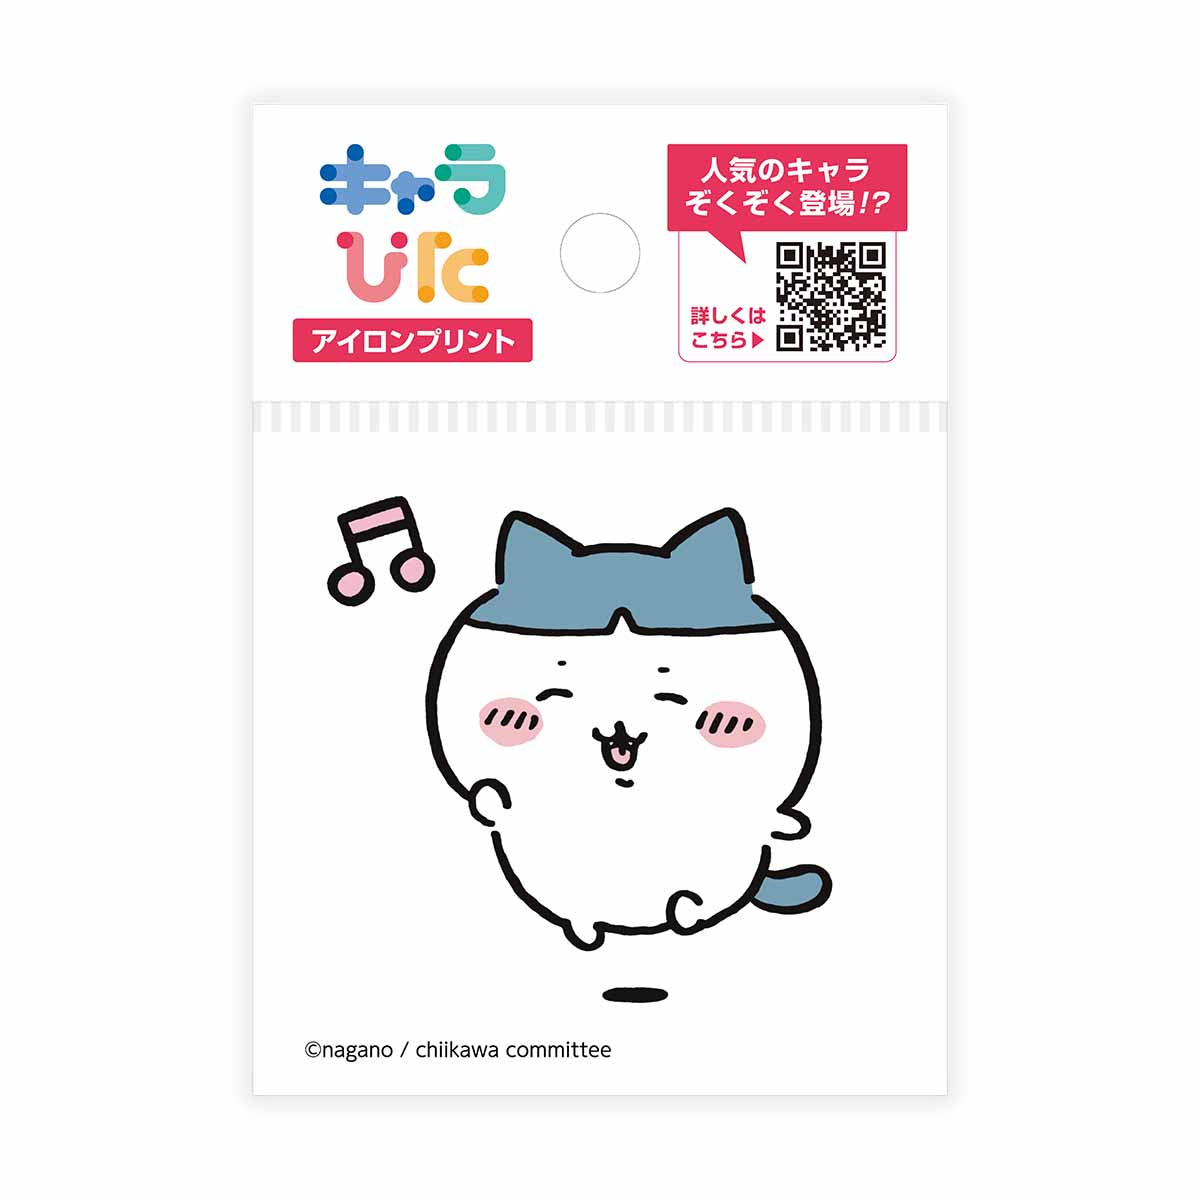 キャラ
ぴた
アイロンプリント
人気のキャラ
ぞくぞく登場!?
詳しくは
こちら▶
©nagano / chiikawa committee